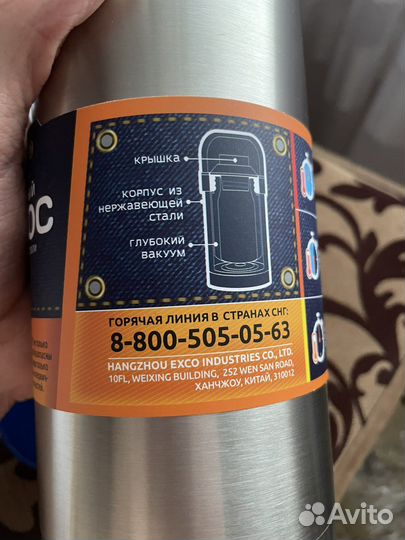 крышка
корпус из
нержавеющей
стали
глубокий
вакуум
ГОРЯЧАЯ ЛИНИЯ В СТРАНАХ СНГ:
8-800-505-05-63
HANGZHOU EXCO INDUSTRIES CO., LTD.
10FL, WEIXING BUILDING, 252 WEN SAN ROAD,
ХАНЧЖОУ, КИТАЙ, 310012
Avito